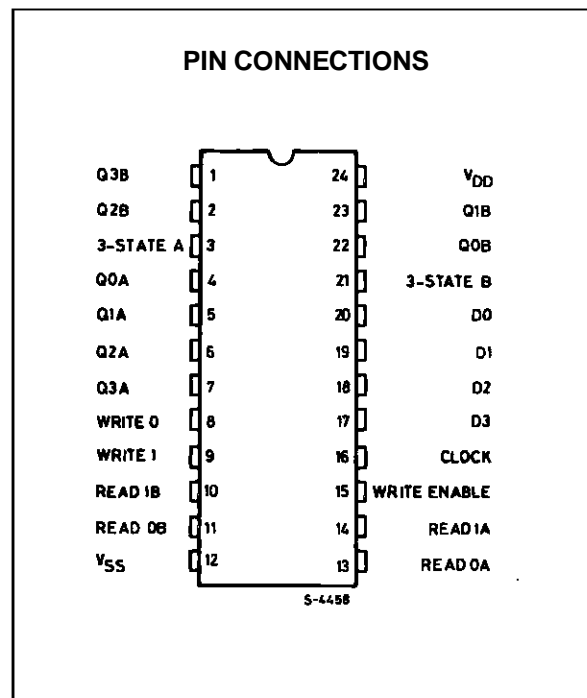 PIN CONNECTIONS
Q3B 1 24 VDD
Q2B 2 23 Q1B
3-STATE A 3 22 Q0B
Q0A 4 21 3-STATE B
Q1A 5 20 D0
Q2A 6 19 D1
Q3A 7 18 D2
WRITE 0 8 17 D3
WRITE 1 9 16 CLOCK
READ 1B 10 15 WRITE ENABLE
READ 0B 11 14 READ 1A
VSS 12 13 READ 0A
S-4458